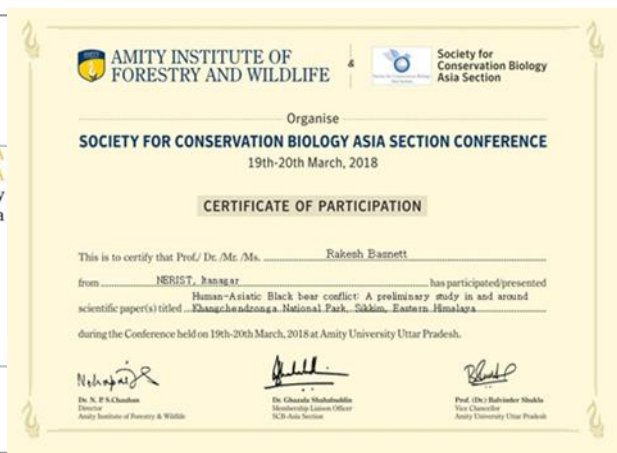 AMITY INSTITUTE OF
FORESTRY AND WILDLIFE
&
Society for
Conservation Biology
Asia Section
Organise
SOCIETY FOR CONSERVATION BIOLOGY ASIA SECTION CONFERENCE
19th-20th March, 2018
CERTIFICATE OF PARTICIPATION
This is to certify that Prof./ Dr. /Mr. /Ms. Rakesh Basnett
from NERIST, Itanagar has participated/presented
Human-Asiatic Black bear conflict: A preliminary study in and around
scientific paper(s) titled Khangchendzonga National Park, Sikkim, Eastern Himalaya
during the Conference held on 19th-20th March, 2018 at Amity University Uttar Pradesh.
Dr. N. P. S.Chauhan
Director
Amity Institute of Forestry & Wildlife
Dr. Ghazala Shahabuddin
Membership Liaison Officer
SCB-Asia Section
Prof. (Dr.) Balvinder Shukla
Vice Chancellor
Amity University Uttar Pradesh